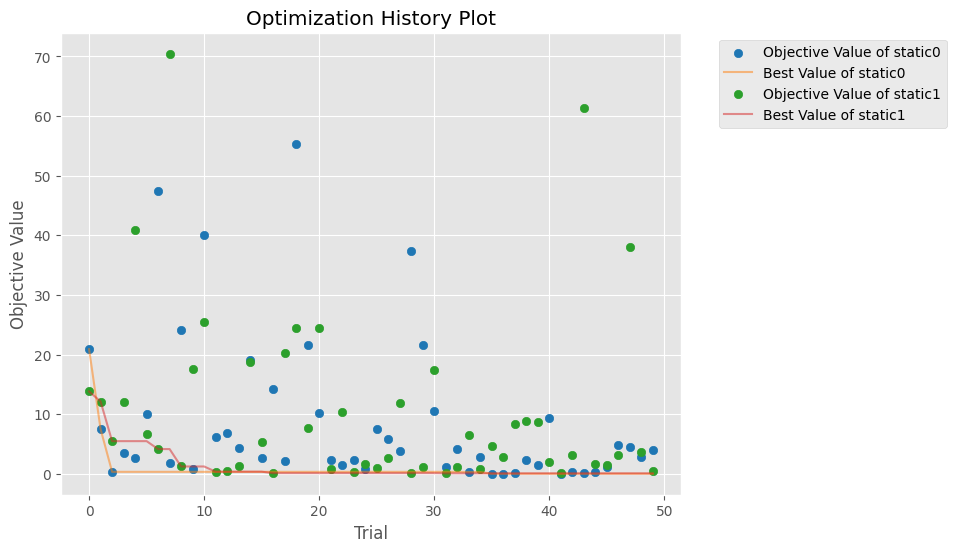 Optimization History Plot
Objective Value of static0
Best Value of static0
Objective Value of static1
Best Value of static1
Objective Value
70
60
50
40
30
20
10
0
0 10 20 30 40 50
Trial